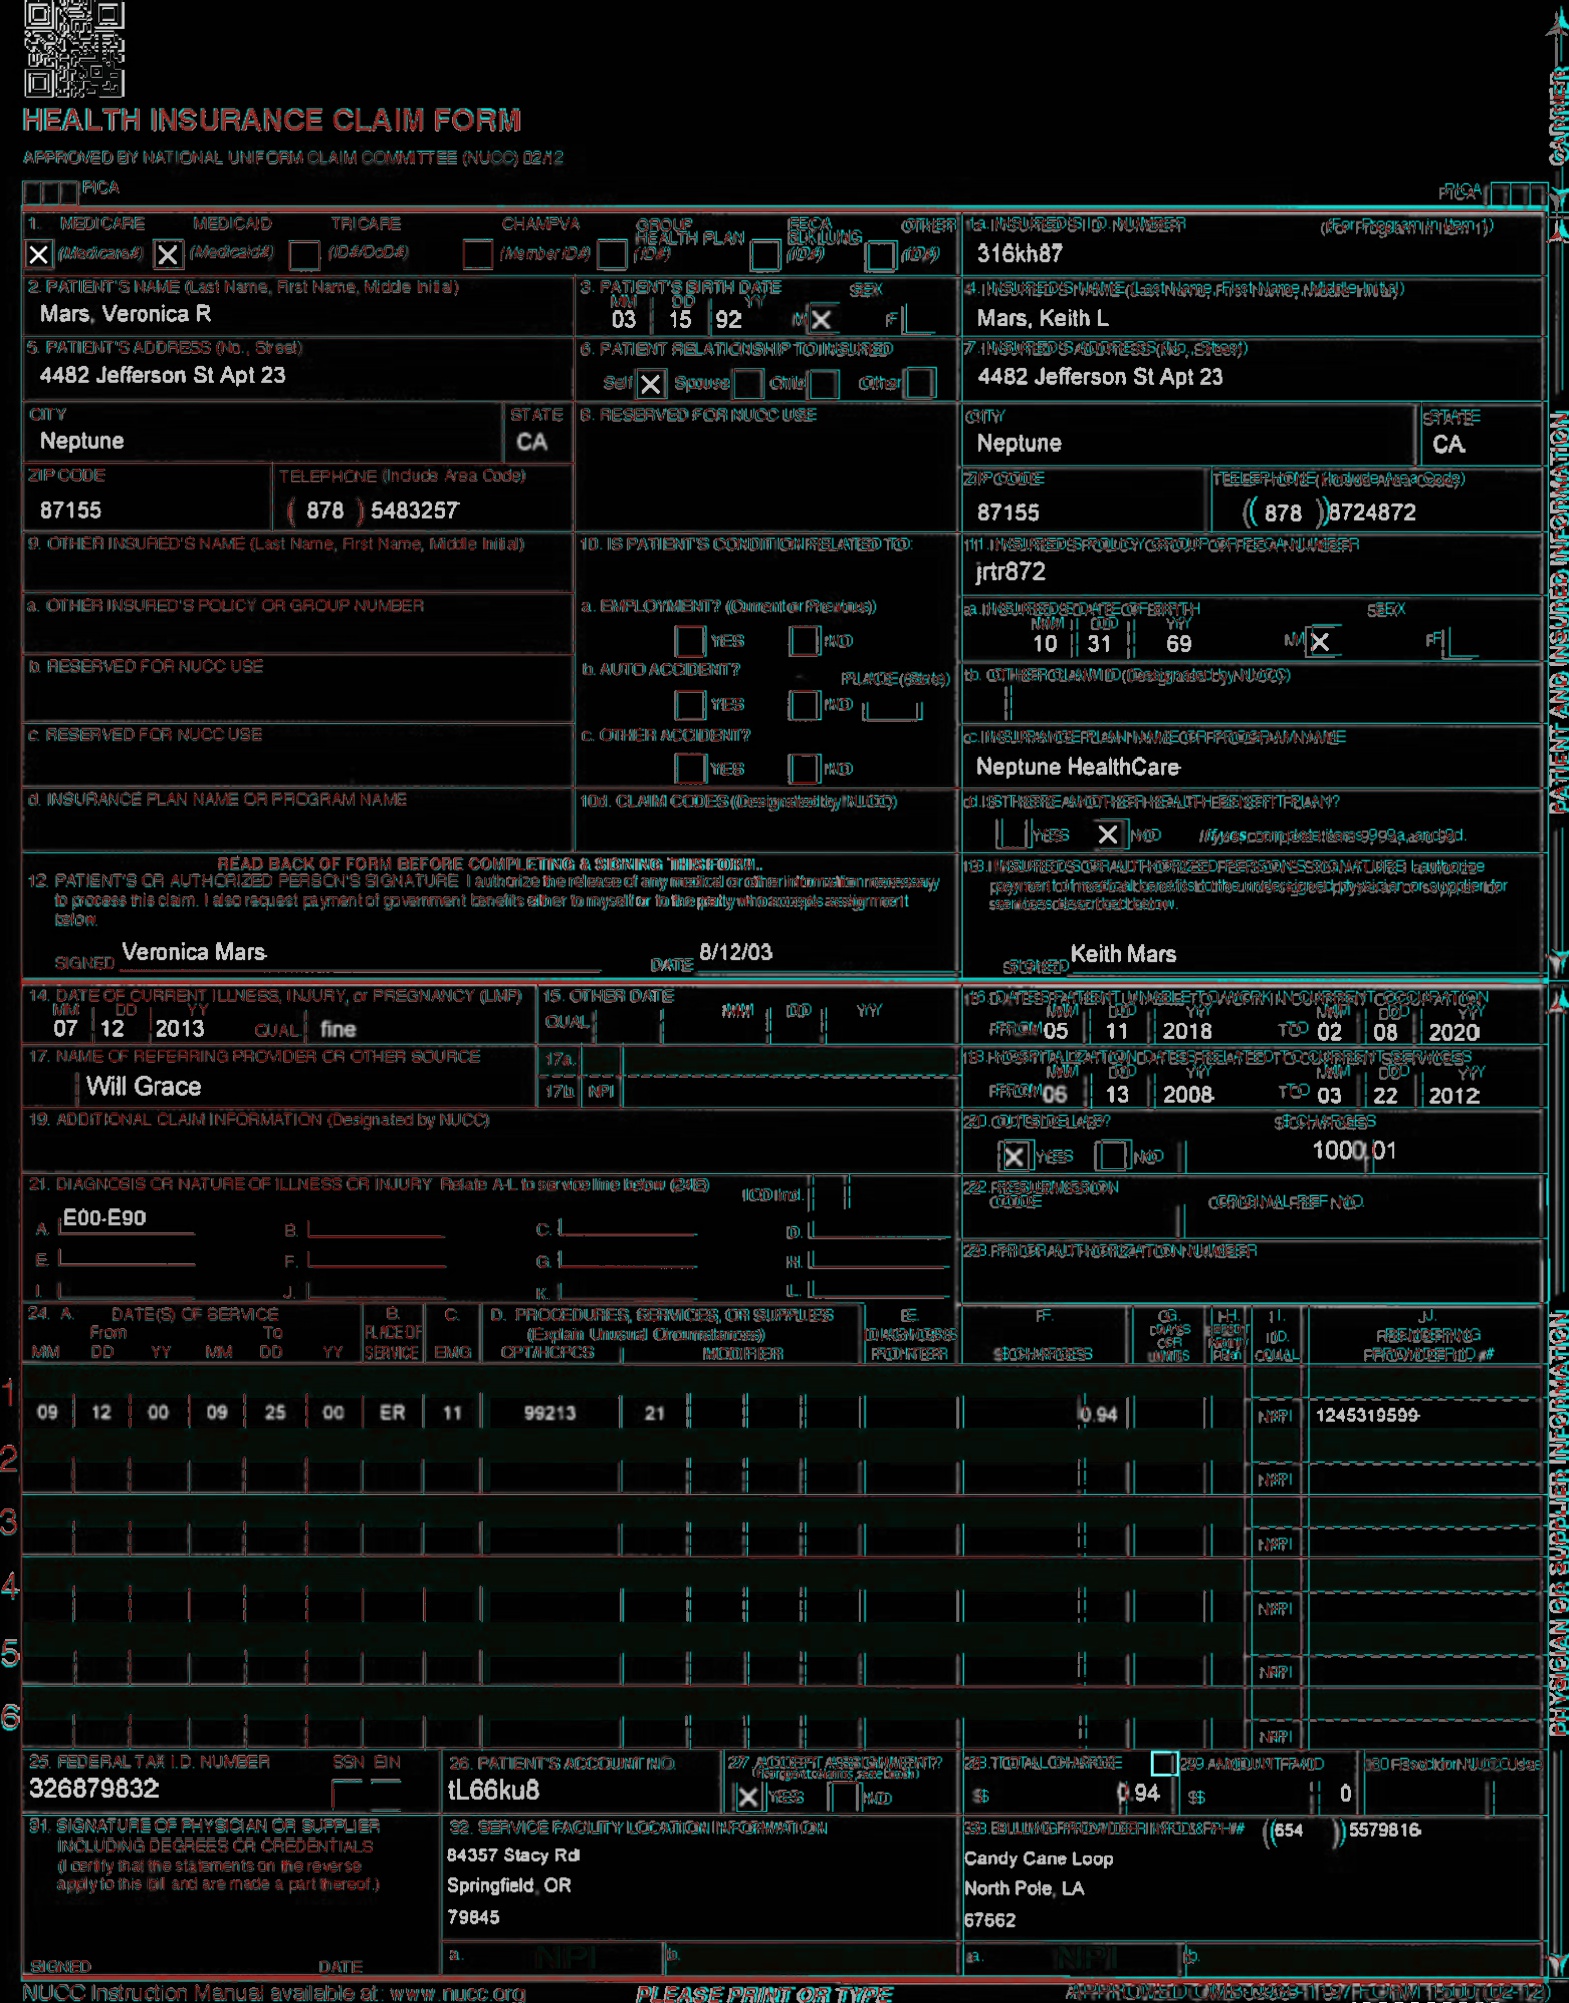 HEALTH INSURANCE CLAIM FORM
APPROVED BY NATIONAL UNIFORM CLAIM COMMITTEE (NUCC) 02/12
PICA PICA
CARRIER
1. MEDICARE MEDICAID TRICARE CHAMPVA GROUP HEALTH PLAN FECA BLK LUNG OTHER 1a. INSURED'S I.D. NUMBER (For Program in Item 1)
X (Medicare#) X (Medicaid#) (ID#/DoD#) (Member ID#) (ID#) (ID#) (ID#) 316kh87
2. PATIENT'S NAME (Last Name, First Name, Middle Initial) 3. PATIENT'S BIRTH DATE SEX 4. INSURED'S NAME (Last Name, First Name, Middle Initial)
MM DD YY
Mars, Veronica R 03 15 92 M X F Mars, Keith L
5. PATIENT'S ADDRESS (No., Street) 6. PATIENT RELATIONSHIP TO INSURED 7. INSURED'S ADDRESS (No., Street)
4482 Jefferson St Apt 23 Self X Spouse Child Other 4482 Jefferson St Apt 23
CITY STATE 8. RESERVED FOR NUCC USE CITY STATE
Neptune CA Neptune CA
ZIP CODE TELEPHONE (Include Area Code) ZIP CODE TELEPHONE (Include Area Code)
87155 ( 878 ) 5483257 87155 ( 878 ) 8724872
9. OTHER INSURED'S NAME (Last Name, First Name, Middle Initial) 10. IS PATIENT'S CONDITION RELATED TO: 11. INSURED'S POLICY GROUP OR FECA NUMBER
jrtr872
a. OTHER INSURED'S POLICY OR GROUP NUMBER a. EMPLOYMENT? (Current or Previous) a. INSURED'S DATE OF BIRTH SEX
MM DD YY
YES NO 10 31 69 M X F
b. RESERVED FOR NUCC USE b. AUTO ACCIDENT? PLACE (State) b. OTHER CLAIM ID (Designated by NUCC)
YES NO
c. RESERVED FOR NUCC USE c. OTHER ACCIDENT? c. INSURANCE PLAN NAME OR PROGRAM NAME
YES NO Neptune HealthCare
d. INSURANCE PLAN NAME OR PROGRAM NAME 10d. CLAIM CODES (Designated by NUCC) d. IS THERE ANOTHER HEALTH BENEFIT PLAN?
YES X NO If yes, complete items 9, 9a, and 9d.
PATIENT AND INSURED INFORMATION
READ BACK OF FORM BEFORE COMPLETING & SIGNING THIS FORM.
12. PATIENT'S OR AUTHORIZED PERSON'S SIGNATURE I authorize the release of any medical or other information necessary
to process this claim. I also request payment of government benefits either to myself or to the party who accepts assignment
below.
13. INSURED'S OR AUTHORIZED PERSON'S SIGNATURE I authorize
payment of medical benefits to the undersigned physician or supplier for
services described below.
SIGNED Veronica Mars DATE 8/12/03 SIGNED Keith Mars
14. DATE OF CURRENT ILLNESS, INJURY, or PREGNANCY (LMP) 15. OTHER DATE 16. DATES PATIENT UNABLE TO WORK IN CURRENT OCCUPATION
MM DD YY MM DD YY MM DD YY MM DD YY
07 12 2013 QUAL. fine QUAL. FROM 05 11 2018 TO 02 08 2020
17. NAME OF REFERRING PROVIDER OR OTHER SOURCE 17a. 18. HOSPITALIZATION DATES RELATED TO CURRENT SERVICES
MM DD YY MM DD YY
Will Grace 17b. NPI FROM 06 13 2008 TO 03 22 2012
19. ADDITIONAL CLAIM INFORMATION (Designated by NUCC) 20. OUTSIDE LAB? $ CHARGES
X YES NO 1000 01
21. DIAGNOSIS OR NATURE OF ILLNESS OR INJURY Relate A-L to service line below (24E) ICD Ind. 22. RESUBMISSION CODE ORIGINAL REF. NO.
A. E00-E90 B. C. D.
E. F. G. H. 23. PRIOR AUTHORIZATION NUMBER
I. J. K. L.
24. A. DATE(S) OF SERVICE B. C. D. PROCEDURES, SERVICES, OR SUPPLIES E. F. G. H. I. J.
From To PLACE OF (Explain Unusual Circumstances) DIAGNOSIS DAYS OR UNITS EPSDT Family Plan ID. RENDERING
MM DD YY MM DD YY SERVICE EMG CPT/HCPCS MODIFIER POINTER $ CHARGES QUAL. PROVIDER ID. #
1 09 12 00 09 25 00 ER 11 99213 21 0.94 NPI 1245319599
2 NPI
3 NPI
4 NPI
5 NPI
6 NPI
PHYSICIAN OR SUPPLIER INFORMATION
25. FEDERAL TAX I.D. NUMBER SSN EIN 26. PATIENT'S ACCOUNT NO. 27. ACCEPT ASSIGNMENT? 28. TOTAL CHARGE 29. AMOUNT PAID 30. Rsvd for NUCC Use
(For govt. claims, see back)
326879832 tL66ku8 X YES NO $ 0.94 $ 0
31. SIGNATURE OF PHYSICIAN OR SUPPLIER
INCLUDING DEGREES OR CREDENTIALS
(I certify that the statements on the reverse
apply to this bill and are made a part thereof.)
SIGNED DATE
32. SERVICE FACILITY LOCATION INFORMATION
84357 Stacy Rd
Springfield, OR
79845
a. NPI b.
33. BILLING PROVIDER INFO & PH # ( 654 ) 5579816
Candy Cane Loop
North Pole, LA
67662
a. NPI b.
NUCC Instruction Manual available at: www.nucc.org PLEASE PRINT OR TYPE APPROVED OMB-0938-1197 FORM 1500 (02-12)